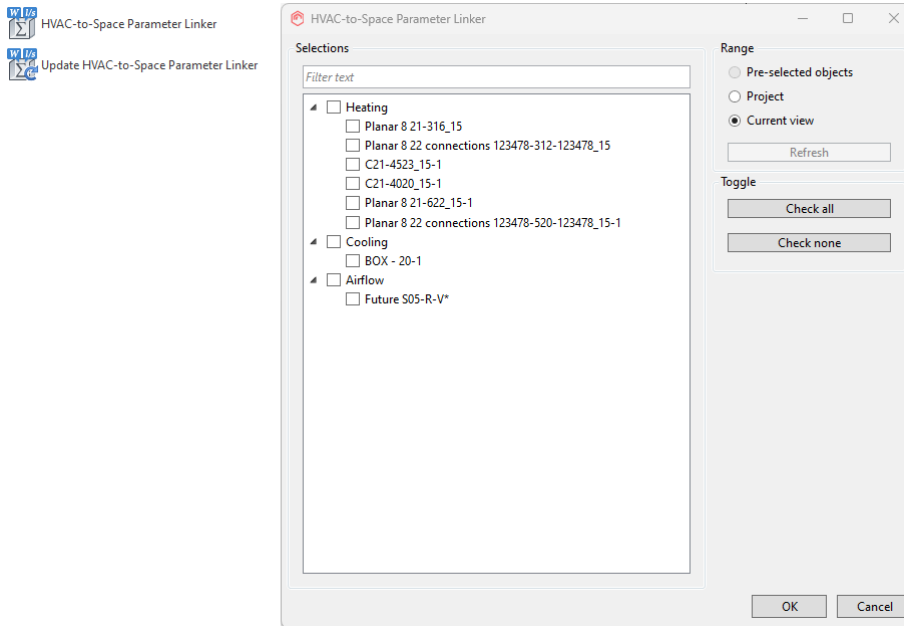 W l/s
HVAC-to-Space Parameter Linker
W l/s
Update HVAC-to-Space Parameter Linker
HVAC-to-Space Parameter Linker
Selections
Filter text
Heating
Planar 8 21-316_15
Planar 8 22 connections 123478-312-123478_15
C21-4523_15-1
C21-4020_15-1
Planar 8 21-622_15-1
Planar 8 22 connections 123478-520-123478_15-1
Cooling
BOX - 20-1
Airflow
Future S05-R-V*
Range
Pre-selected objects
Project
Current view
Refresh
Toggle
Check all
Check none
OK
Cancel